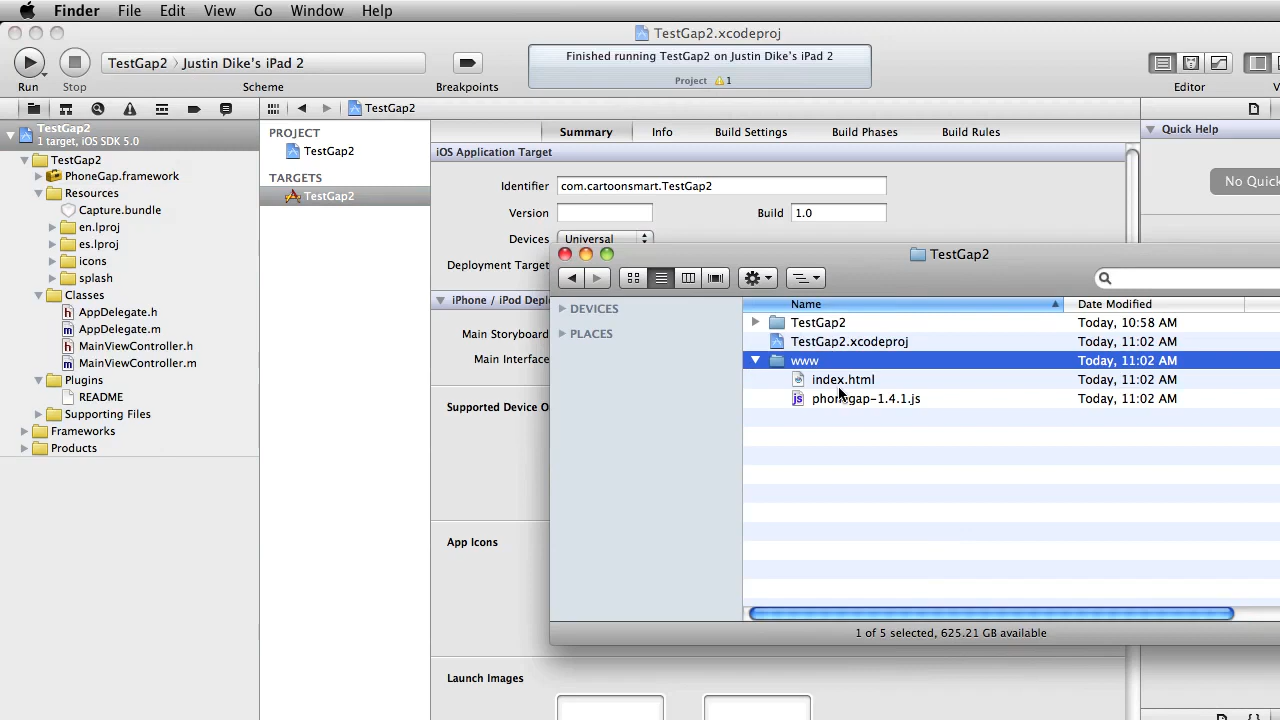 Finder File Edit View Go Window Help
TestGap2.xcodeproj
TestGap2 › Justin Dike's iPad 2
Finished running TestGap2 on Justin Dike's iPad 2
Project 1
Run Stop Scheme Breakpoints Editor
TestGap2
TestGap2
1 target, iOS SDK 5.0
TestGap2
PhoneGap.framework
Resources
Capture.bundle
en.lproj
es.lproj
icons
splash
Classes
AppDelegate.h
AppDelegate.m
MainViewController.h
MainViewController.m
Plugins
README
Supporting Files
Frameworks
Products
PROJECT
TestGap2
TARGETS
TestGap2
Summary Info Build Settings Build Phases Build Rules
iOS Application Target
Identifier com.cartoonsmart.TestGap2
Version Build 1.0
Devices Universal
Deployment Target
iPhone / iPod Depl
Main Storyboard
Main Interface
Supported Device O
App Icons
Launch Images
Quick Help
No Quick
TestGap2
DEVICES
PLACES
Name Date Modified
TestGap2 Today, 10:58 AM
TestGap2.xcodeproj Today, 11:02 AM
www Today, 11:02 AM
index.html Today, 11:02 AM
js phonegap-1.4.1.js Today, 11:02 AM
1 of 5 selected, 625.21 GB available